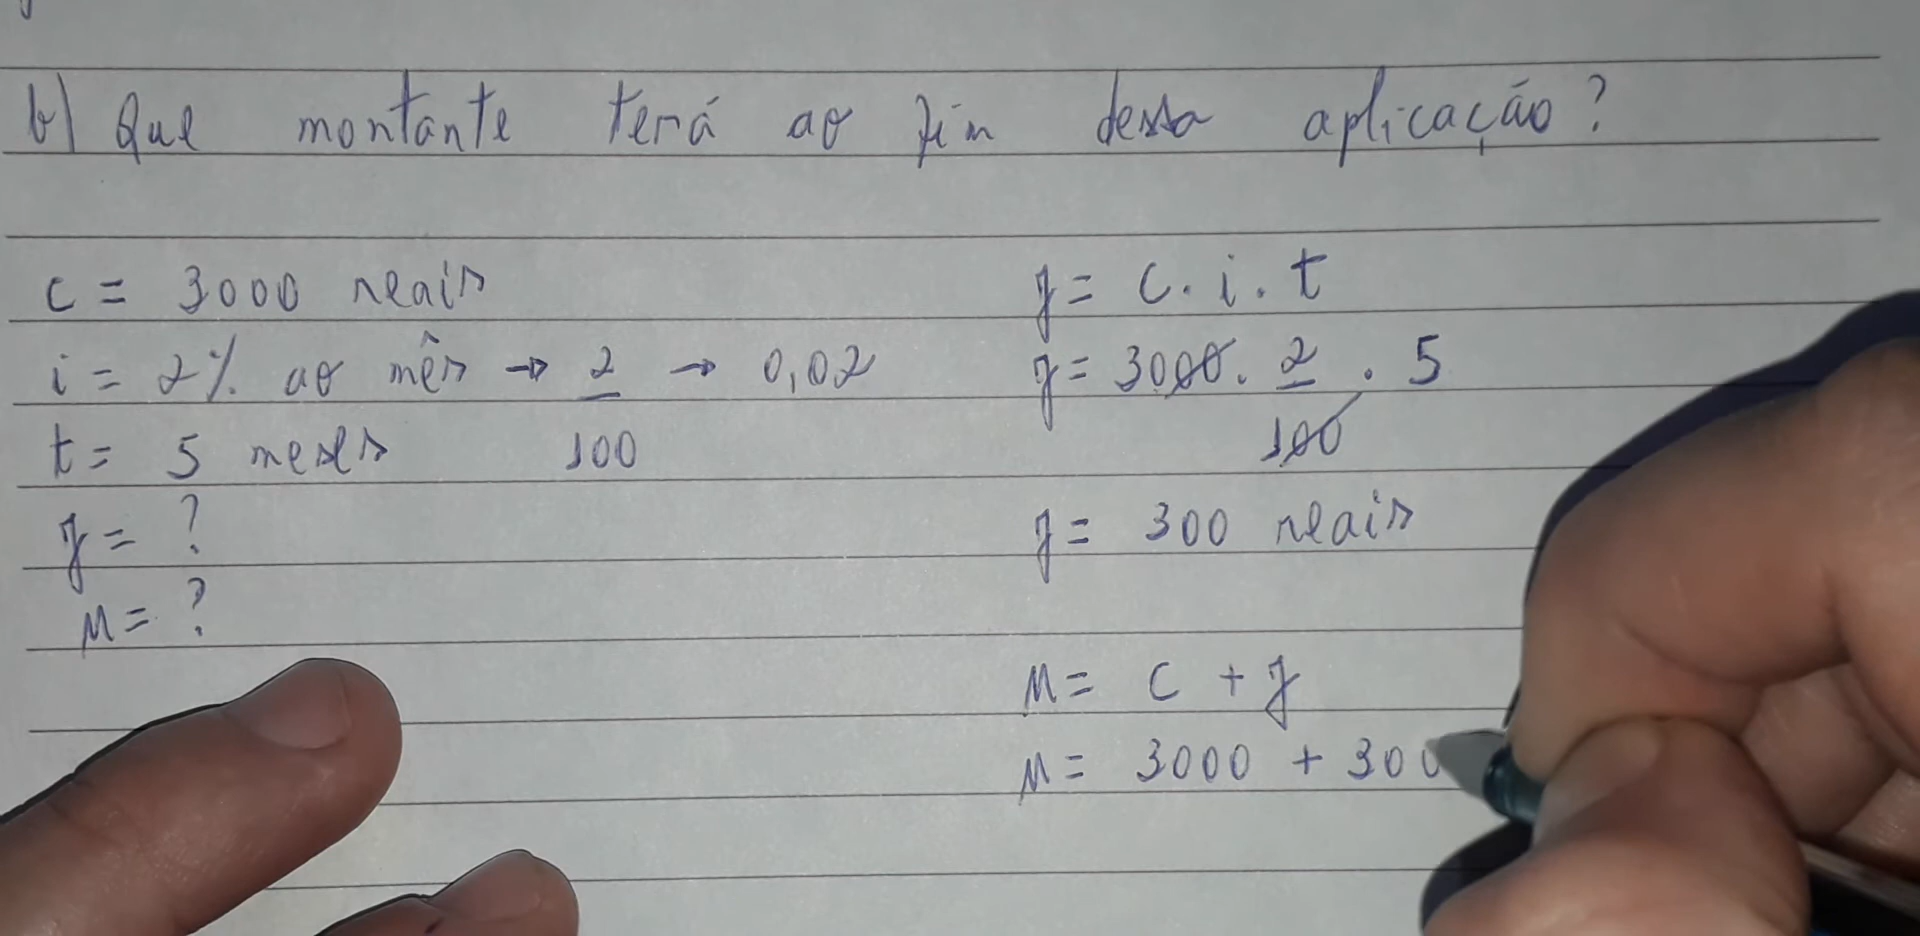 b) Que montante terá ao fim dessa aplicação?
c = 3000 reais
i = 2% ao mês → 2/100 → 0,02
t = 5 meses
j = ?
M = ?
j = c . i . t
j = 3000 . 2/100 . 5
j = 300 reais
M = c + j
M = 3000 + 300